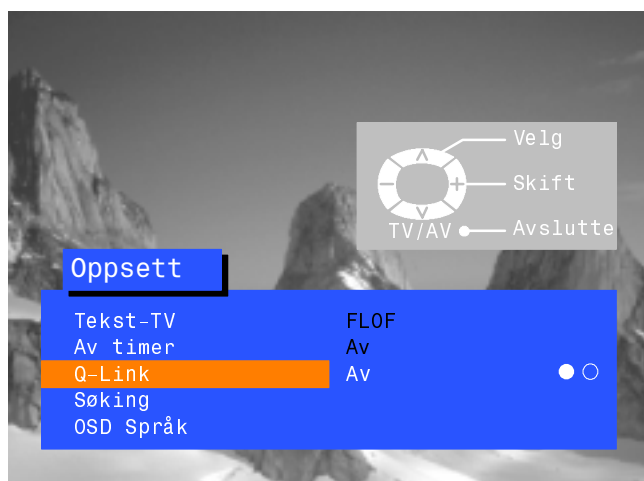 Velg
Skift
TV/AV Avslutte
Oppsett
Tekst-TV FLOF
Av timer Av
Q-Link Av
Søking
OSD Språk